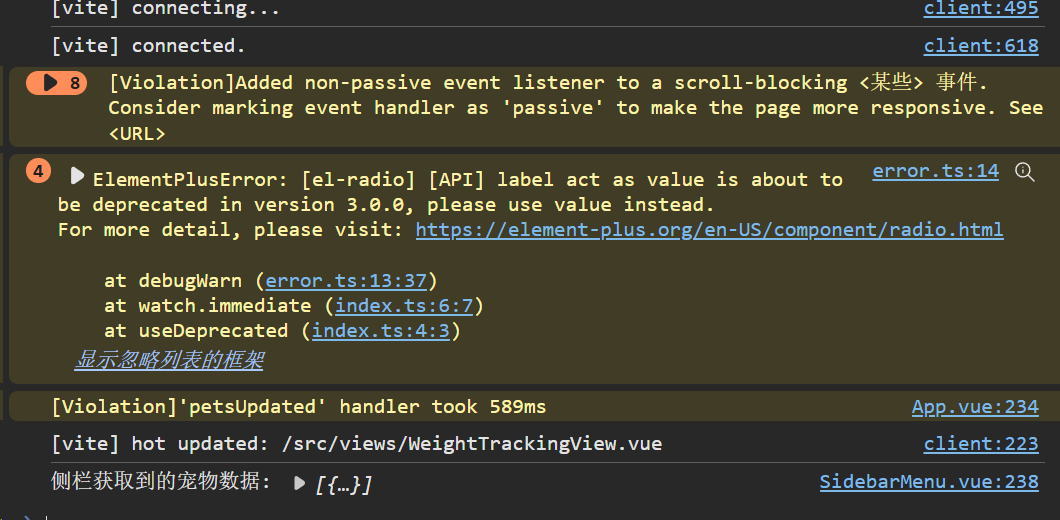 [vite] connecting... client:495
[vite] connected. client:618
8 [Violation]Added non-passive event listener to a scroll-blocking <某些> 事件.
Consider marking event handler as 'passive' to make the page more responsive. See
<URL>
4 ElementPlusError: [el-radio] [API] label act as value is about to error.ts:14
be deprecated in version 3.0.0, please use value instead.
For more detail, please visit: https://element-plus.org/en-US/component/radio.html
at debugWarn (error.ts:13:37)
at watch.immediate (index.ts:6:7)
at useDeprecated (index.ts:4:3)
显示忽略列表的框架
[Violation]'petsUpdated' handler took 589ms App.vue:234
[vite] hot updated: /src/views/WeightTrackingView.vue client:223
侧栏获取到的宠物数据: [{…}] SidebarMenu.vue:238